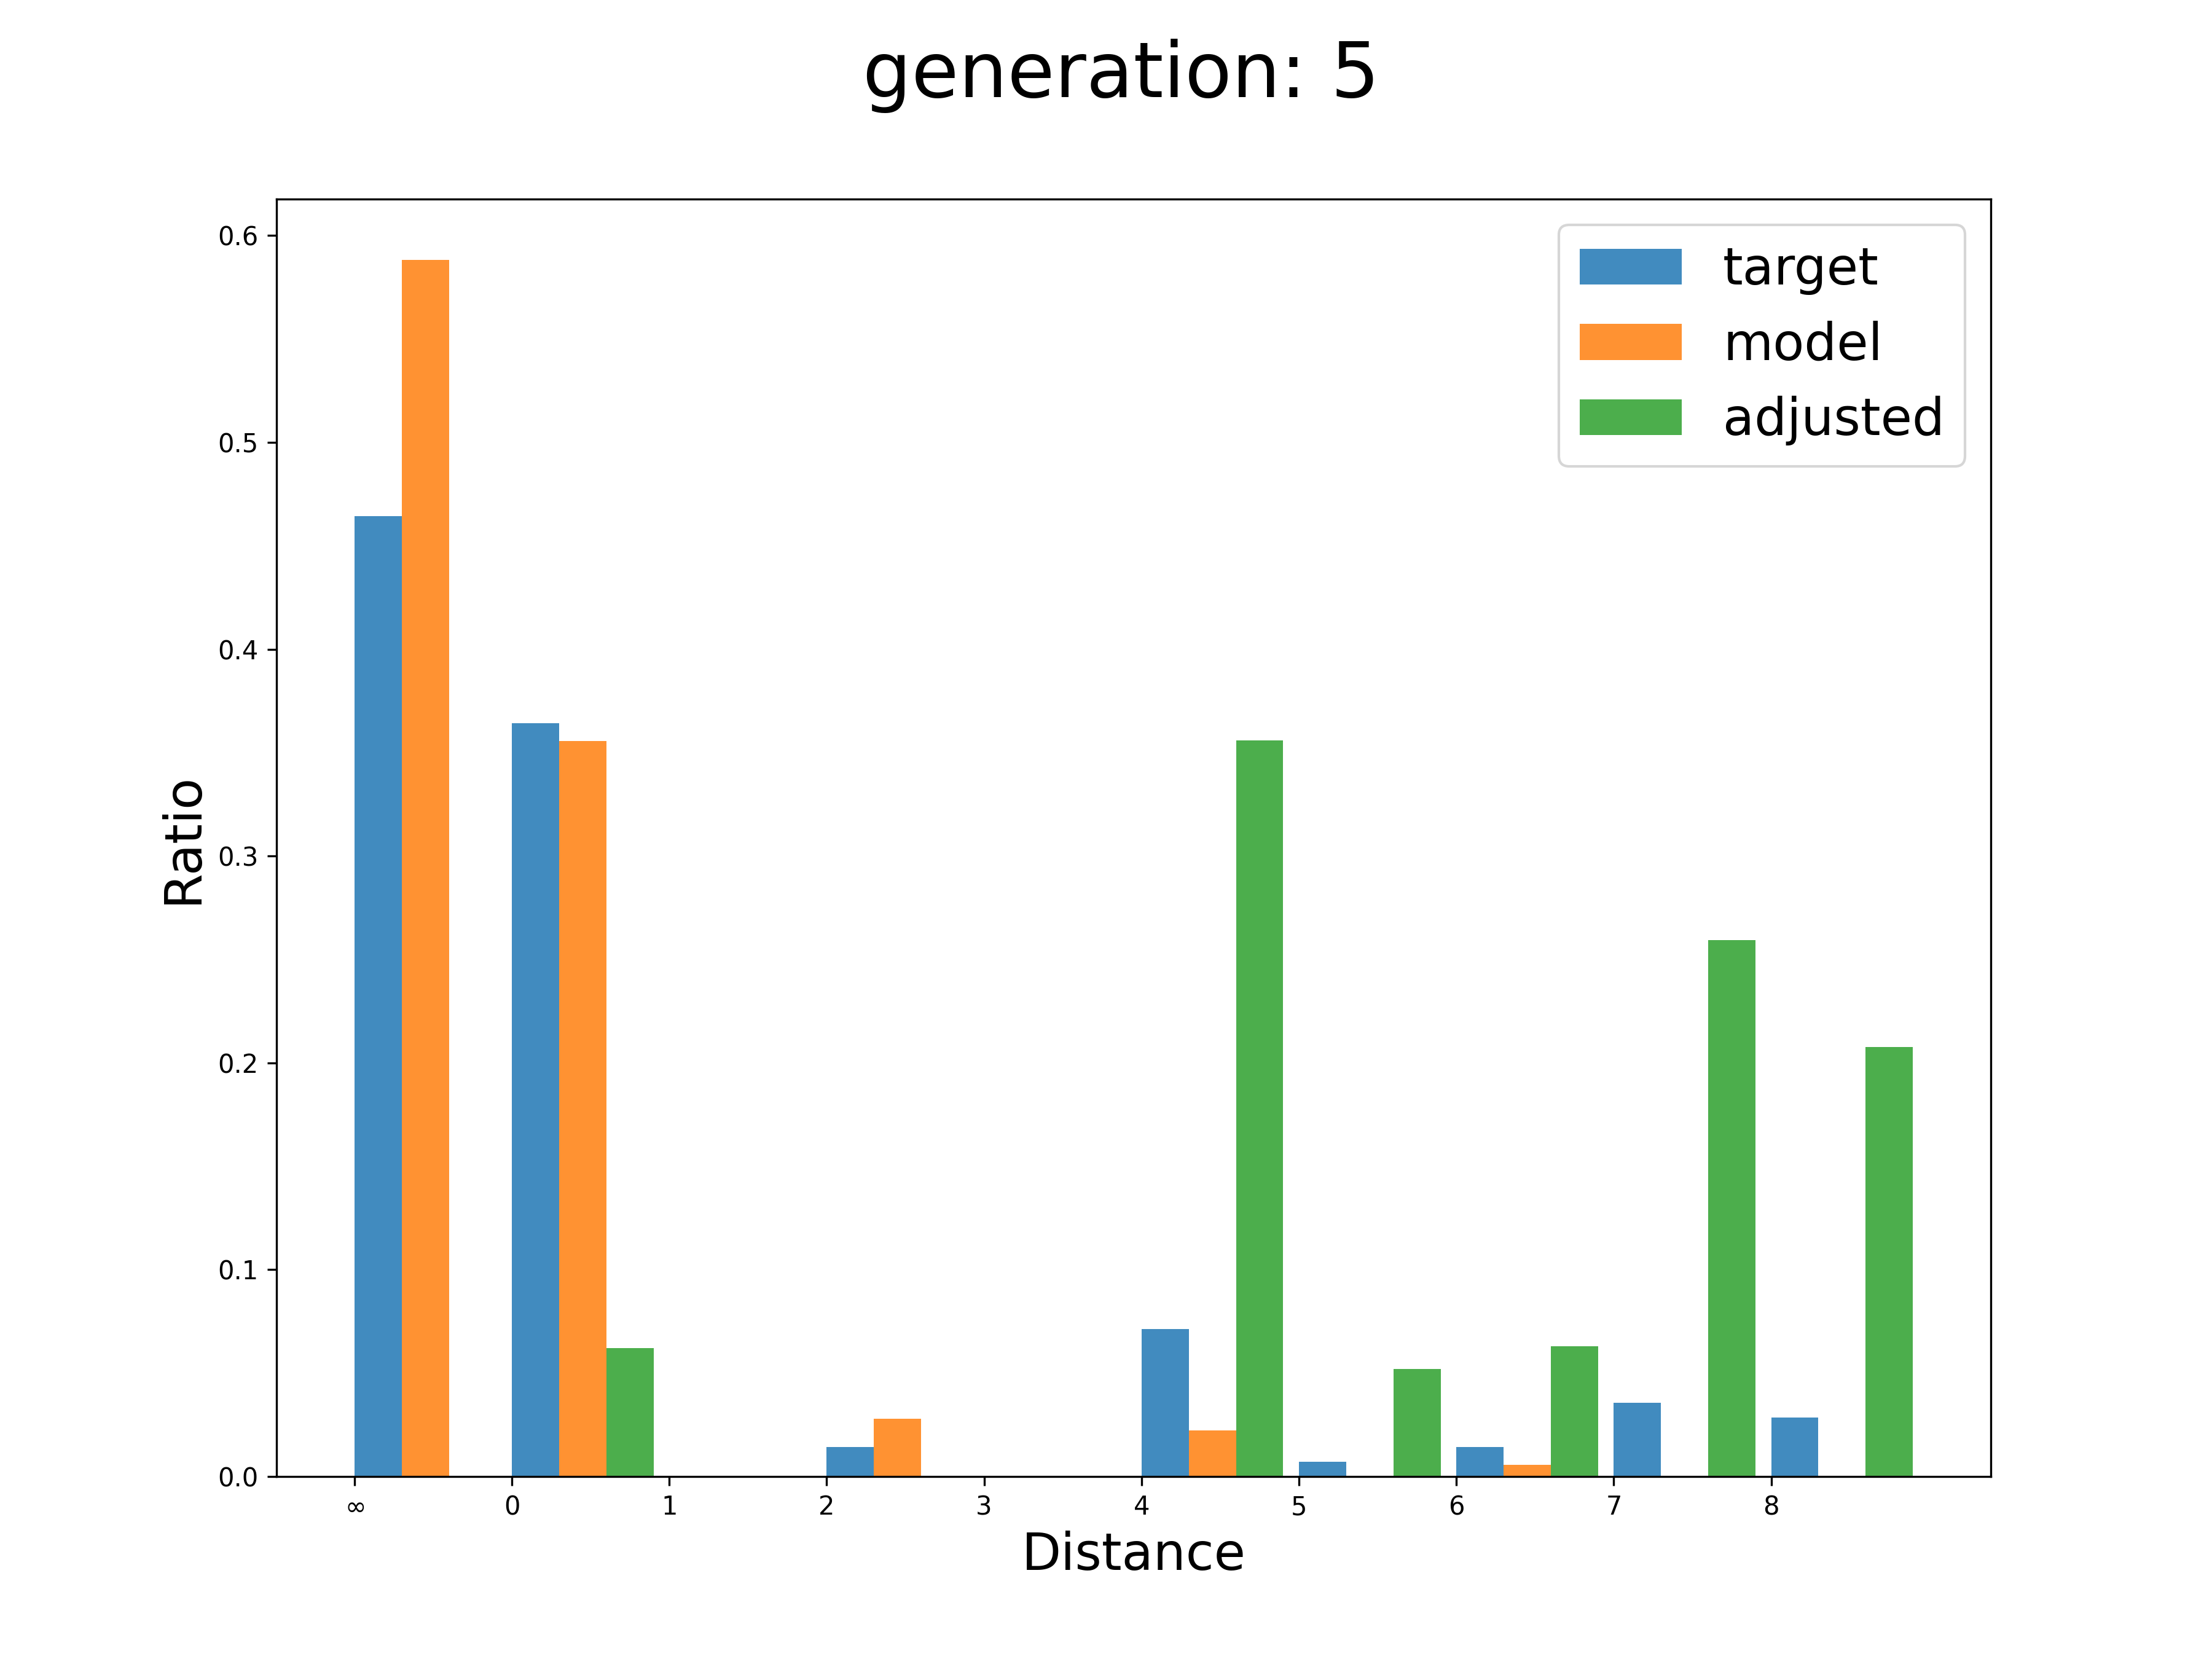 generation: 5
target
model
adjusted
Ratio
0.6
0.5
0.4
0.3
0.2
0.1
0.0
∞ 0 1 2 3 4 5 6 7 8
Distance